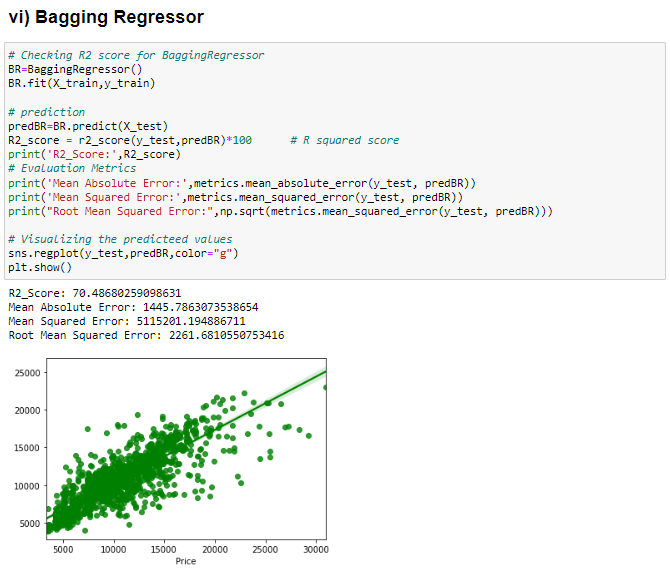 vi) Bagging Regressor
# Checking R2 score for BaggingRegressor
BR=BaggingRegressor()
BR.fit(X_train,y_train)
# prediction
predBR=BR.predict(X_test)
R2_score = r2_score(y_test,predBR)*100      # R squared score
print('R2_Score:',R2_score)
# Evaluation Metrics
print('Mean Absolute Error:',metrics.mean_absolute_error(y_test, predBR))
print('Mean Squared Error:',metrics.mean_squared_error(y_test, predBR))
print("Root Mean Squared Error:",np.sqrt(metrics.mean_squared_error(y_test, predBR)))
# Visualizing the predicteed values
sns.regplot(y_test,predBR,color="g")
plt.show()
R2_Score: 70.48680259098631
Mean Absolute Error: 1445.7863073538654
Mean Squared Error: 5115201.194886711
Root Mean Squared Error: 2261.6810550753416
25000
20000
15000
10000
5000
5000 10000 15000 20000 25000 30000
Price